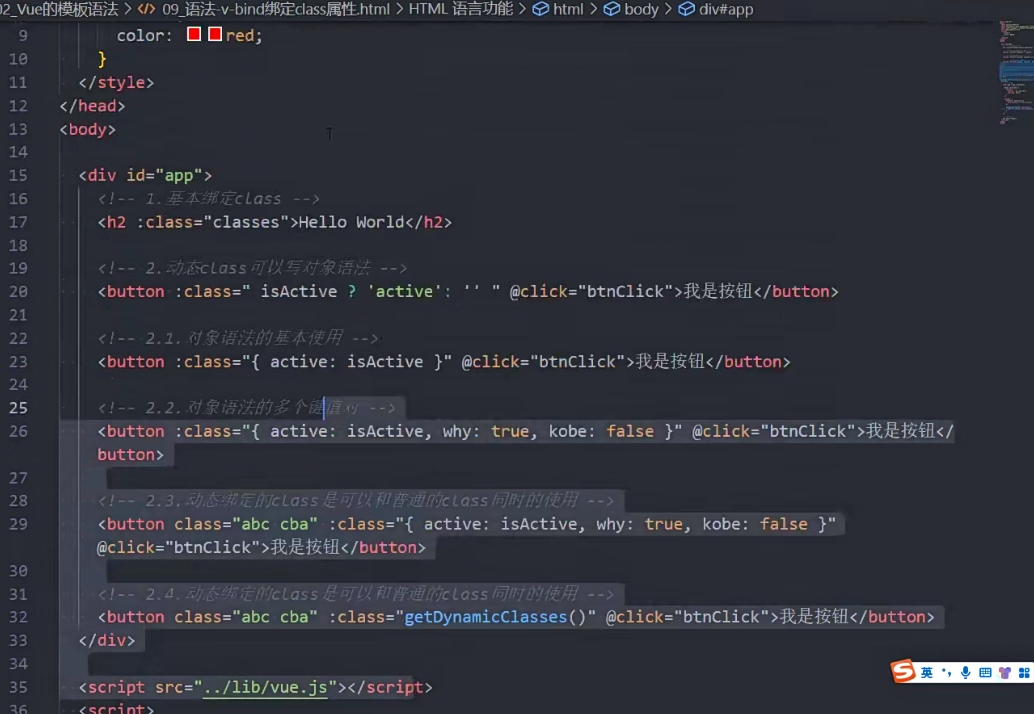 02_Vue的模板语法 > <> 09_语法-v-bind绑定class属性.html > HTML 语言功能 > html > body > div#app
9 color: red;
10 }
11 </style>
12 </head>
13 <body>
14
15 <div id="app">
16 <!-- 1.基本绑定class -->
17 <h2 :class="classes">Hello World</h2>
18
19 <!-- 2.动态class可以写对象语法 -->
20 <button :class=" isActive ? 'active': '' " @click="btnClick">我是按钮</button>
21
22 <!-- 2.1.对象语法的基本使用 -->
23 <button :class="{ active: isActive }" @click="btnClick">我是按钮</button>
24
25 <!-- 2.2.对象语法的多个键值对 -->
26 <button :class="{ active: isActive, why: true, kobe: false }" @click="btnClick">我是按钮</
button>
27
28 <!-- 2.3.动态绑定的class是可以和普通的class同时的使用 -->
29 <button class="abc cba" :class="{ active: isActive, why: true, kobe: false }"
@click="btnClick">我是按钮</button>
30
31 <!-- 2.4.动态绑定的class是可以和普通的class同时的使用 -->
32 <button class="abc cba" :class="getDynamicClasses()" @click="btnClick">我是按钮</button>
33 </div>
34
35 <script src="../lib/vue.js"></script>
36 <script>
英